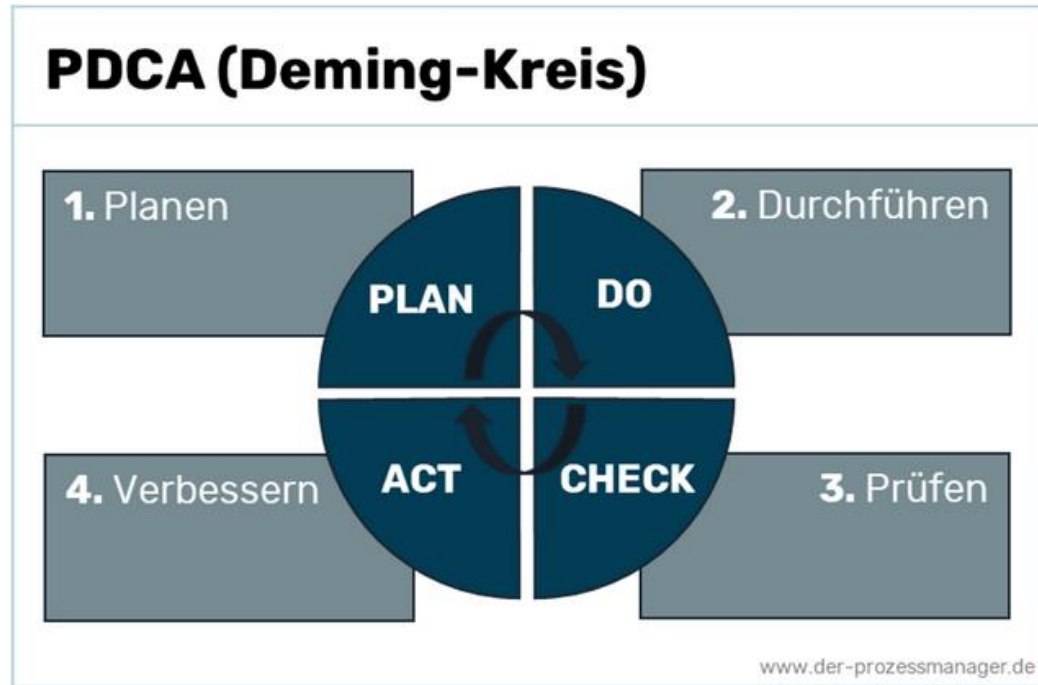 PDCA (Deming-Kreis)
1. Planen
2. Durchführen
PLAN
DO
ACT
CHECK
4. Verbessern
3. Prüfen
www.der-prozessmanager.de